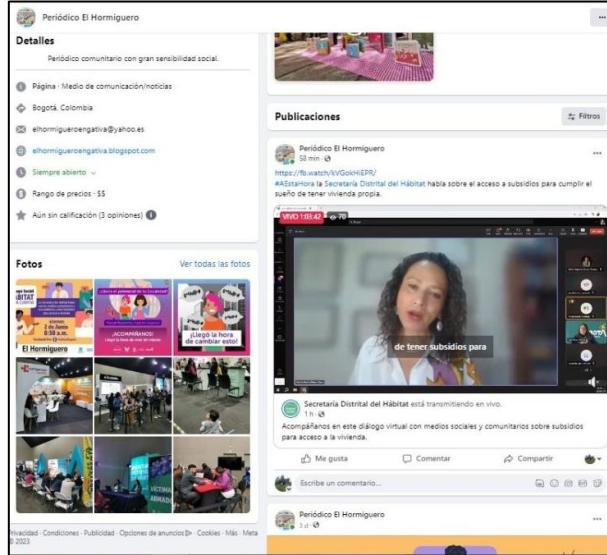 Periódico El Hormiguero
Detalles
Periódico comunitario con gran sensibilidad social.
Página · Medio de comunicación/noticias
Bogotá, Colombia
elhormigueroengativa@yahoo.es
elhormigueroengativa.blogspot.com
Siempre abierto
Rango de precios · $$
Aún sin calificación (3 opiniones)
Fotos
Ver todas las fotos
HÁBITAT
2 de Junio
8:30 a.m.
El Hormiguero
¡ACOMPÁÑANOS!
¡Llegó la hora
de cambiar esto!
Privacidad · Condiciones · Publicidad · Opciones de anuncios · Cookies · Más · Meta
© 2023
Publicaciones
Filtros
Periódico El Hormiguero
58 min
https://fb.watch/kVGokHiEPR/
#AEstaHora la Secretaría Distrital del Hábitat habla sobre el acceso a subsidios para cumplir el
sueño de tener vivienda propia.
VIVO 1:03:42
70
de tener subsidios para
Secretaría Distrital del Hábitat está transmitiendo en vivo.
1 h
Acompáñanos en este diálogo virtual con medios sociales y comunitarios sobre subsidios
para acceso a la vivienda.
Me gusta
Comentar
Compartir
Escribe un comentario...
Periódico El Hormiguero
3 d